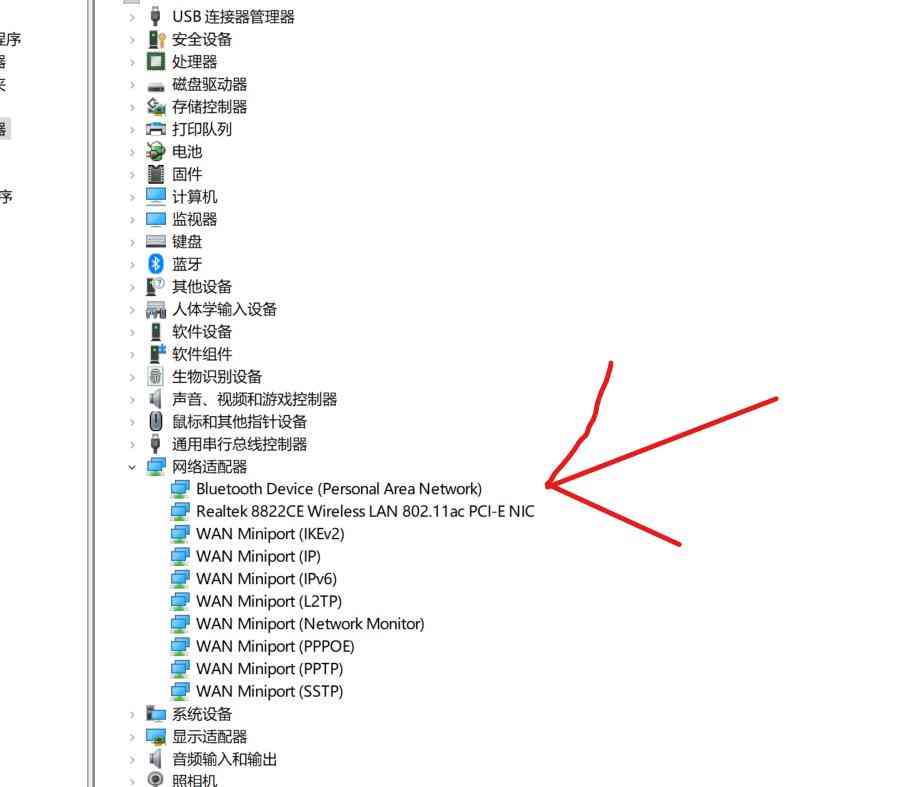 USB 连接器管理器
程序
安全设备
器
处理器
夹
磁盘驱动器
存储控制器
器
打印队列
电池
固件
序
计算机
监视器
键盘
蓝牙
其他设备
人体学输入设备
软件设备
软件组件
生物识别设备
声音、视频和游戏控制器
鼠标和其他指针设备
通用串行总线控制器
网络适配器
Bluetooth Device (Personal Area Network)
Realtek 8822CE Wireless LAN 802.11ac PCI-E NIC
WAN Miniport (IKEv2)
WAN Miniport (IP)
WAN Miniport (IPv6)
WAN Miniport (L2TP)
WAN Miniport (Network Monitor)
WAN Miniport (PPPOE)
WAN Miniport (PPTP)
WAN Miniport (SSTP)
系统设备
显示适配器
音频输入和输出
照相机